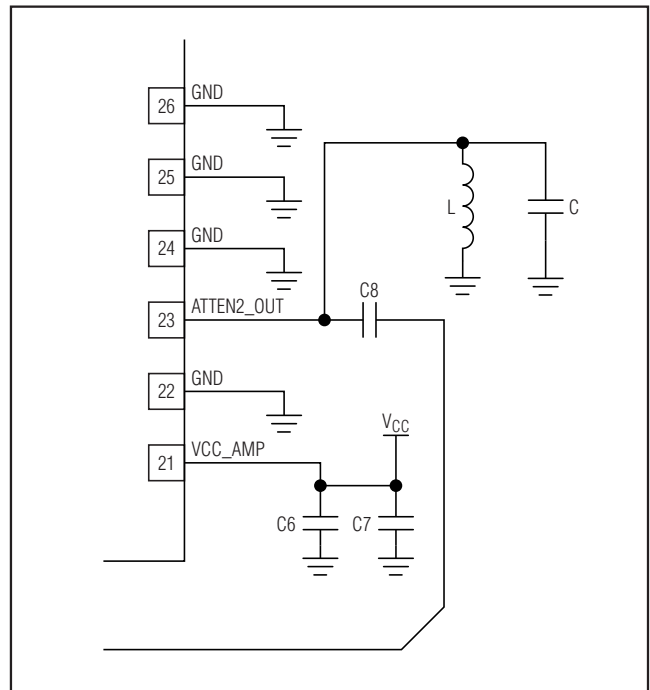 26 GND
25 GND
24 GND
L
C
C8
23 ATTEN2_OUT
22 GND
VCC
21 VCC_AMP
C6
C7